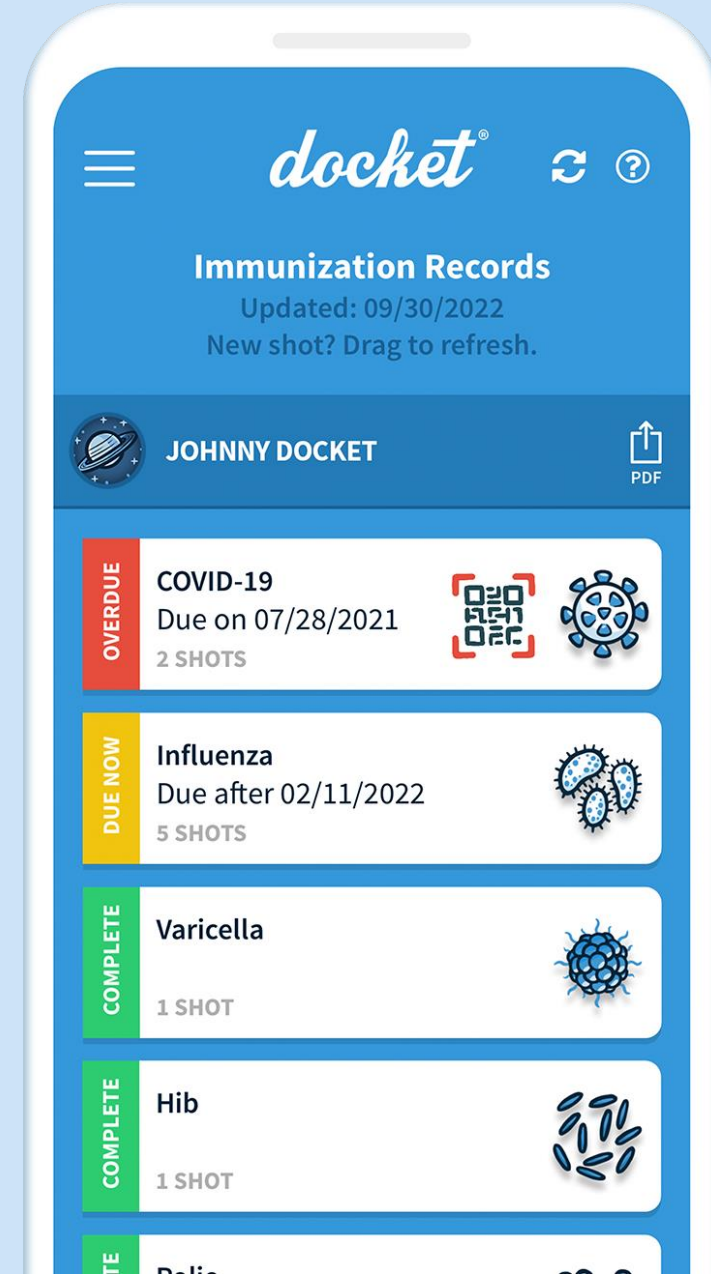 docket®
Immunization Records
Updated: 09/30/2022
New shot? Drag to refresh.
JOHNNY DOCKET
PDF
OVERDUE
COVID-19
Due on 07/28/2021
2 SHOTS
DUE NOW
Influenza
Due after 02/11/2022
5 SHOTS
COMPLETE
Varicella
1 SHOT
COMPLETE
Hib
1 SHOT